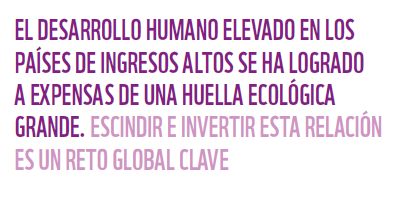 EL DESARROLLO HUMANO ELEVADO EN LOS
PAÍSES DE INGRESOS ALTOS SE HA LOGRADO
A EXPENSAS DE UNA HUELLA ECOLÓGICA
GRANDE. ESCINDIR E INVERTIR ESTA RELACIÓN
ES UN RETO GLOBAL CLAVE